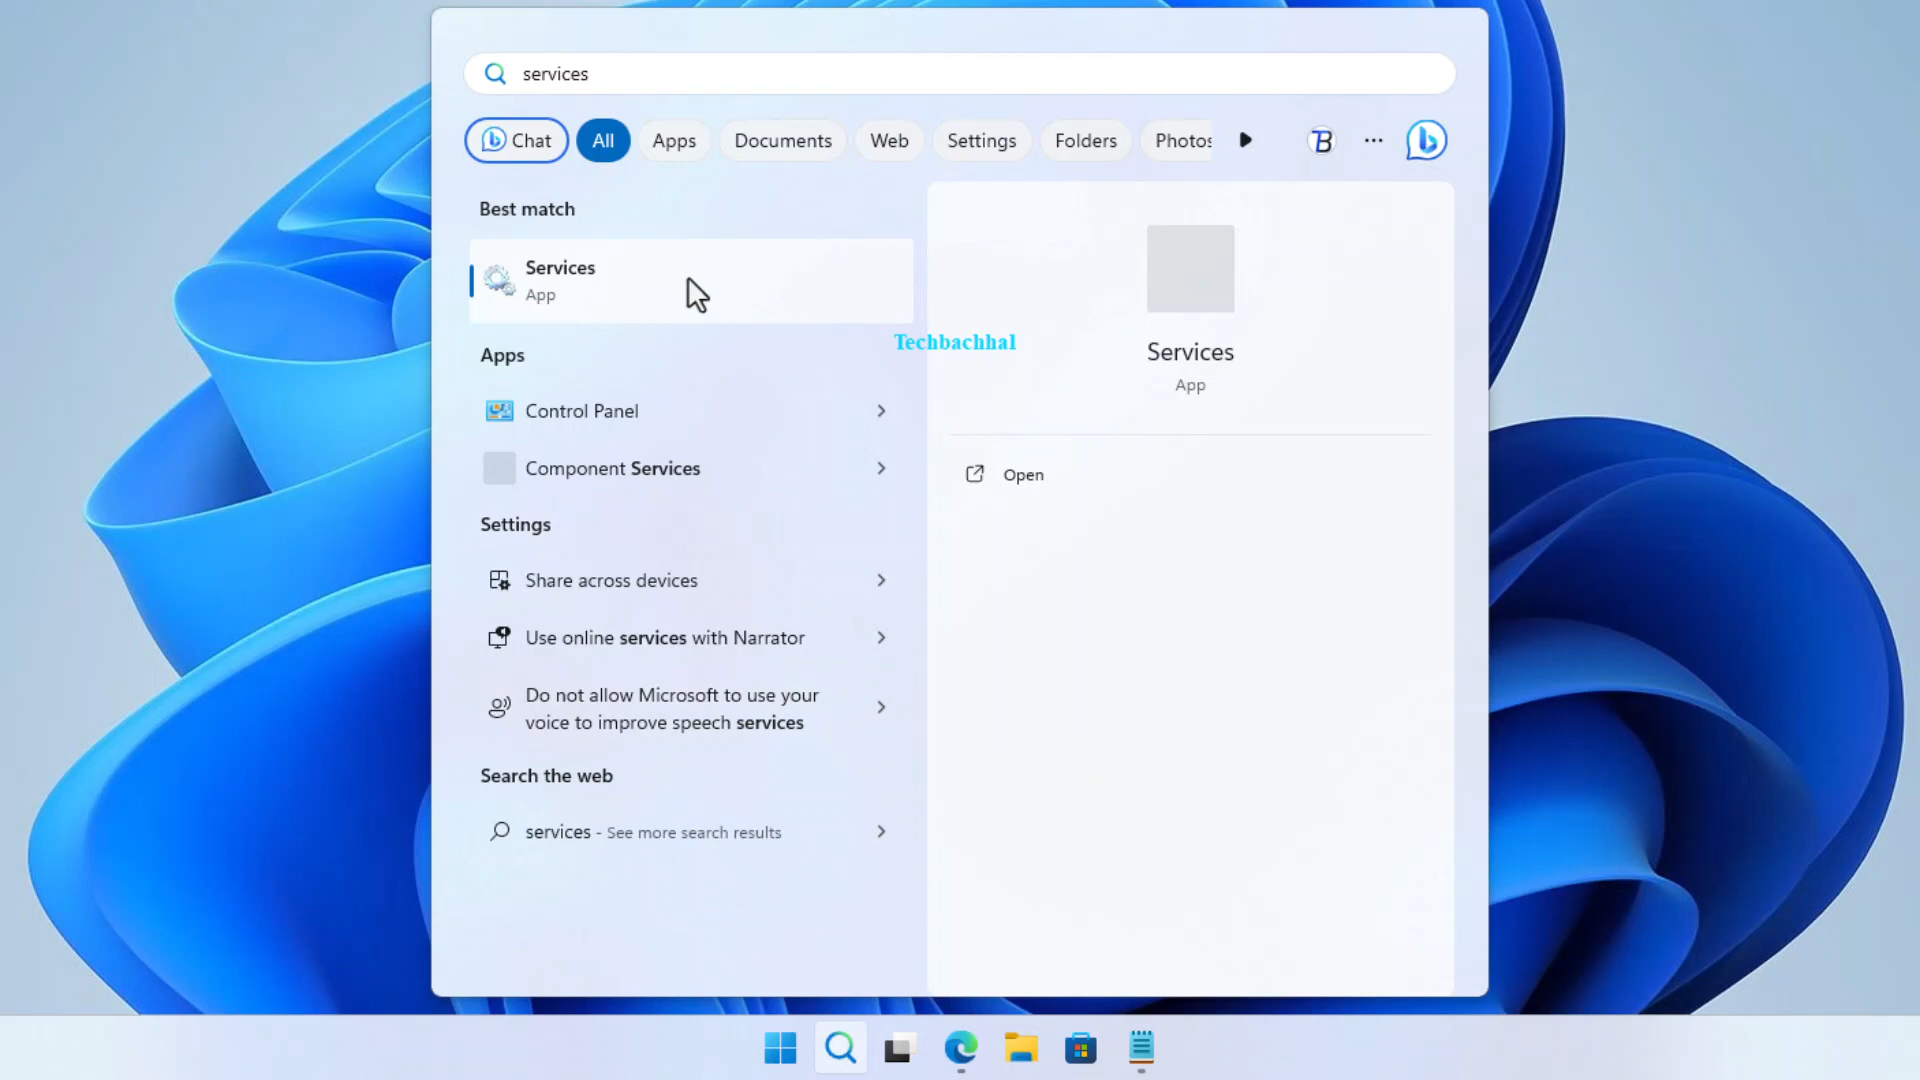 services
Chat
All
Apps
Documents
Web
Settings
Folders
Photos
B
Best match
Services
App
Apps
Control Panel
Component Services
Settings
Share across devices
Use online services with Narrator
Do not allow Microsoft to use your
voice to improve speech services
Search the web
services - See more search results
Techbachhal
Services
App
Open